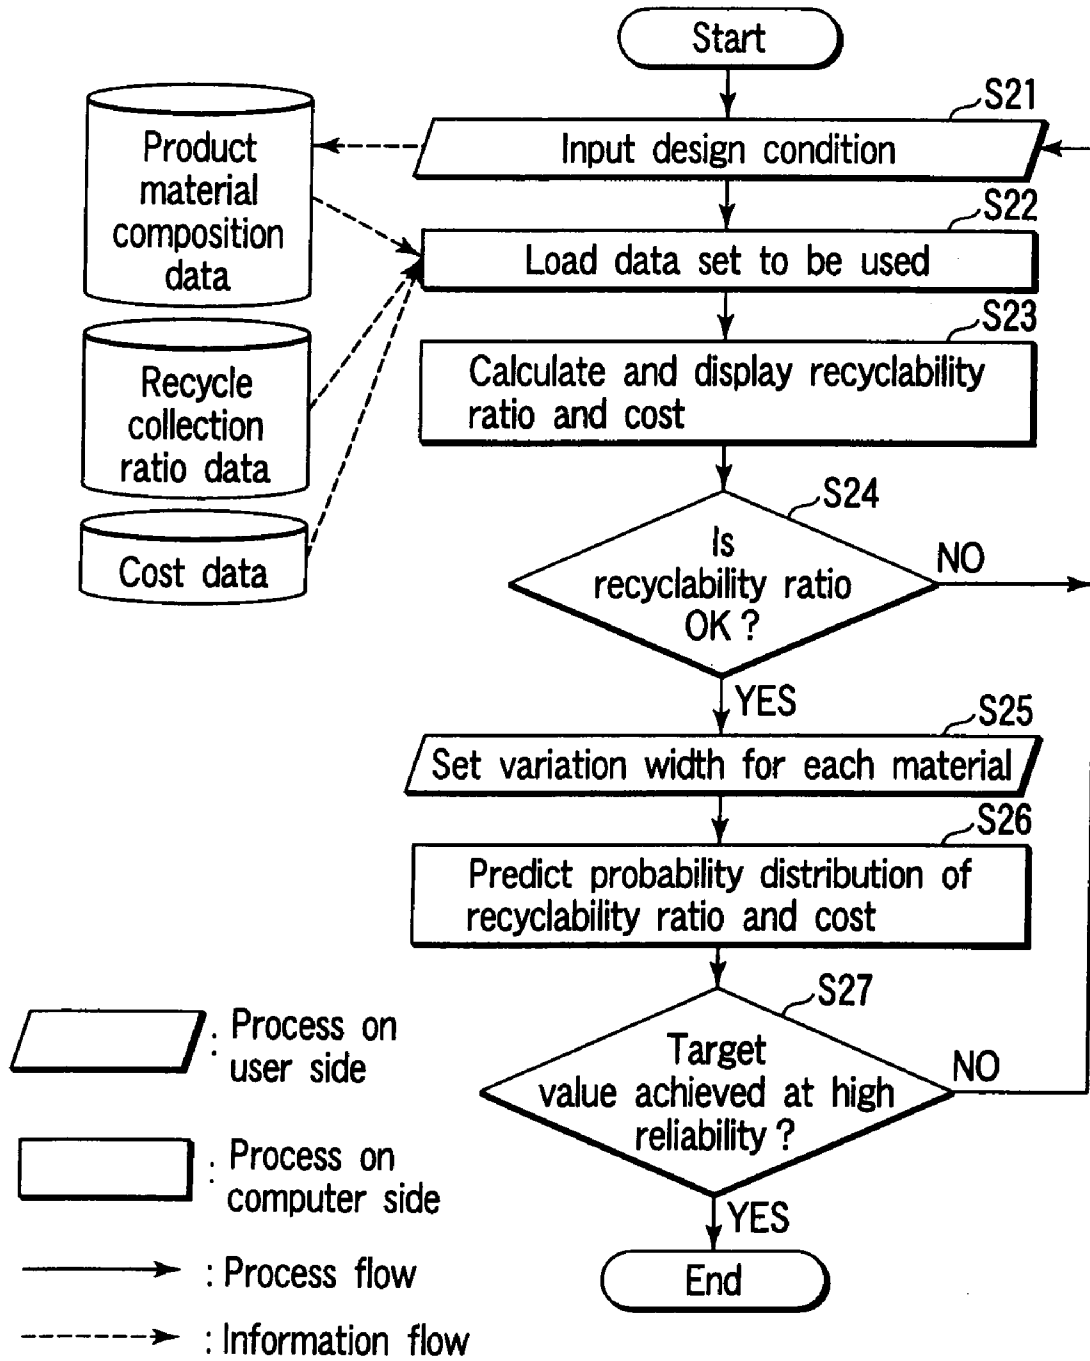 Start
S21
Input design condition
Product
material
composition
data
S22
Load data set to be used
S23
Calculate and display recyclability
ratio and cost
Recycle
collection
ratio data
Cost data
S24
Is
recyclability ratio
OK ?
NO
YES
S25
Set variation width for each material
S26
Predict probability distribution of
recyclability ratio and cost
S27
Target
value achieved at high
reliability ?
NO
YES
End
: Process on
user side
: Process on
computer side
: Process flow
: Information flow